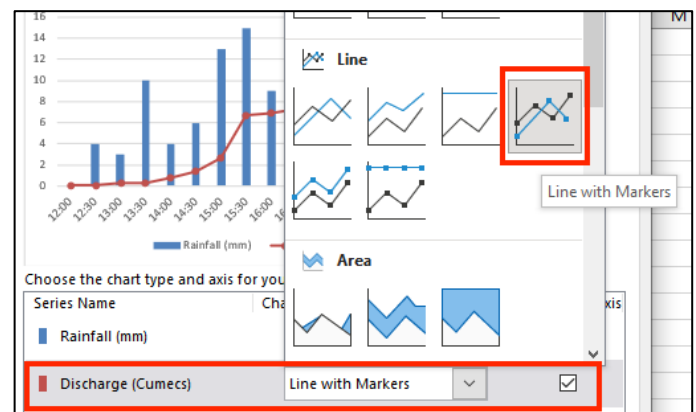 16
14
12
10
8
6
4
2
0
12:00
12:30
13:00
13:30
14:00
14:30
15:00
15:30
16:00
Rainfall (mm)
M
Line
Line with Markers
Area
Choose the chart type and axis for you
Series Name
Cha
xis
Rainfall (mm)
Discharge (Cumecs)
Line with Markers